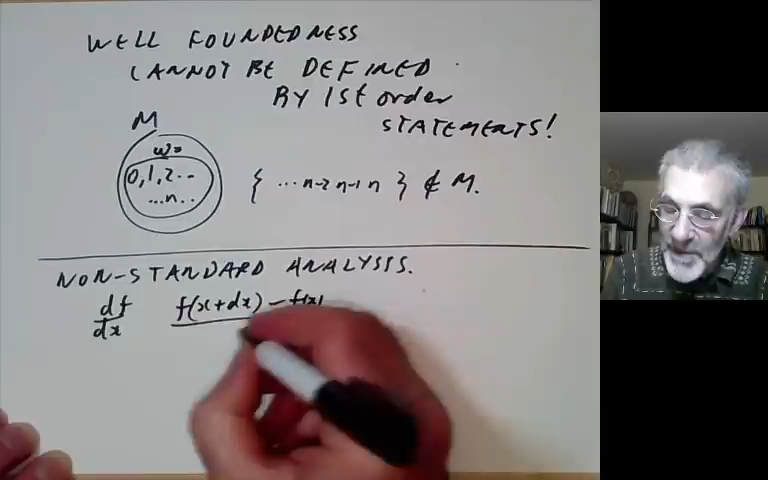 WELL FOUNDEDNESS
CANNOT BE DEFINED
BY 1st order
STATEMENTS!
M
ω=
0,1,2..
...n..
{ ...n-2 n-1 n } ∉ M.
NON-STANDARD ANALYSIS.
df
dx
f(x+dx) - f(x)